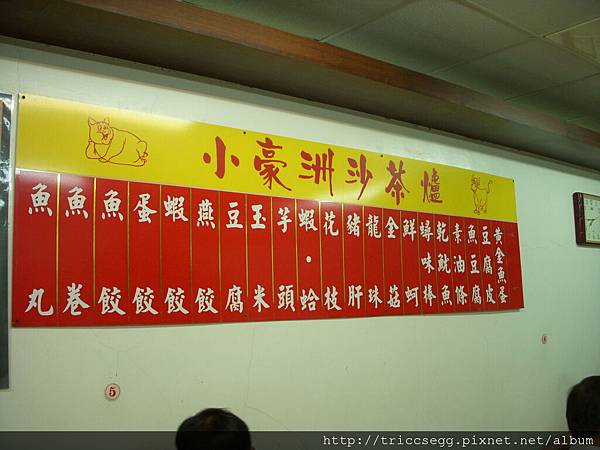 小豪洲沙茶爐
魚丸
魚卷
魚餃
蛋餃
蝦餃
燕餃
豆腐
玉米
芋頭
蝦·蛤
花枝
豬肝
龍珠
金菇
鮮蚵
蟳味棒
乾魷魚
素油條
魚豆腐
豆腐皮
黃金魚蛋
5
http://triccsegg.pixnet.net/album